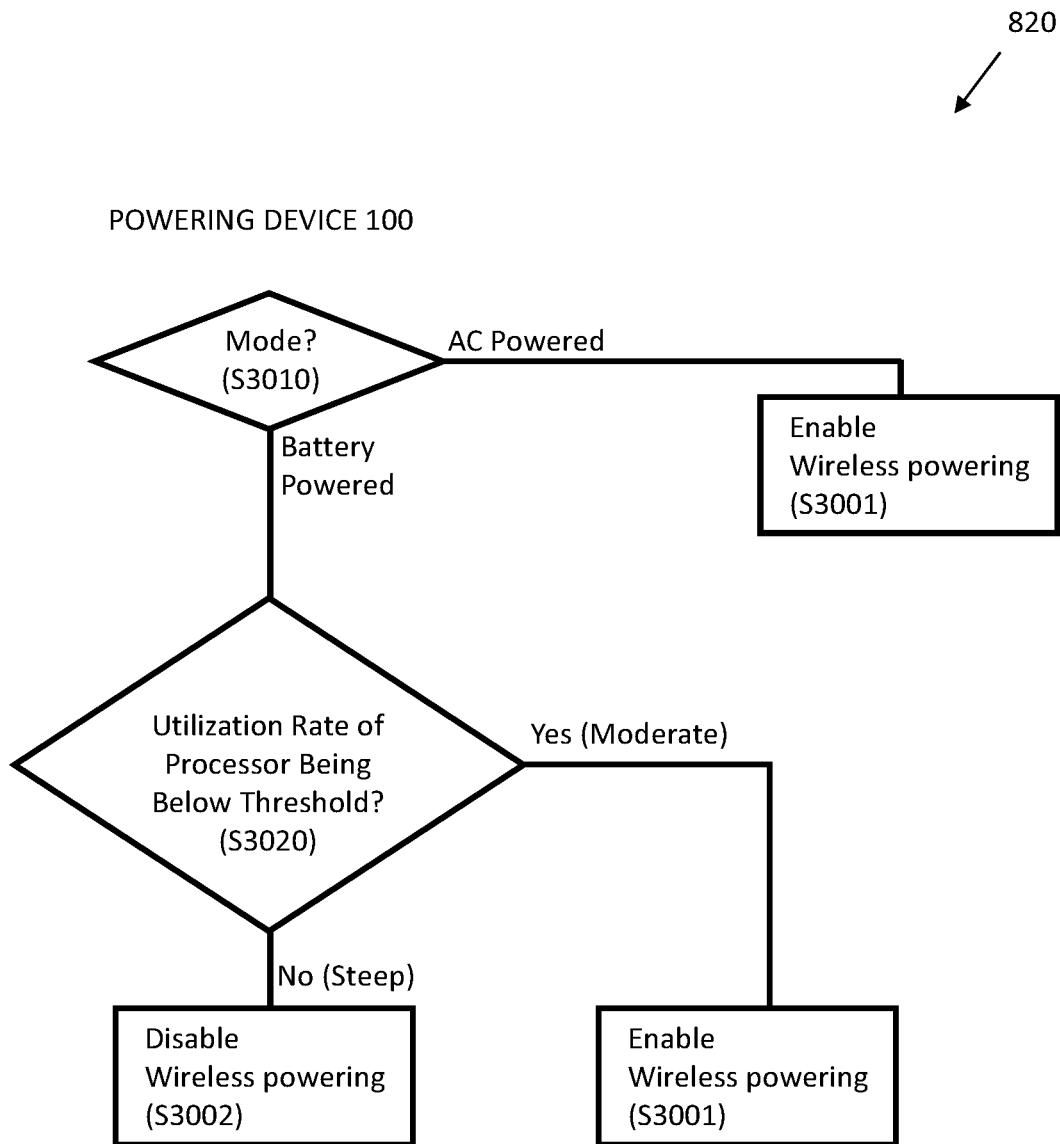 820
POWERING DEVICE 100
Mode?
(S3010)
AC Powered
Battery
Powered
Enable
Wireless powering
(S3001)
Utilization Rate of
Processor Being
Below Threshold?
(S3020)
Yes (Moderate)
No (Steep)
Disable
Wireless powering
(S3002)
Enable
Wireless powering
(S3001)